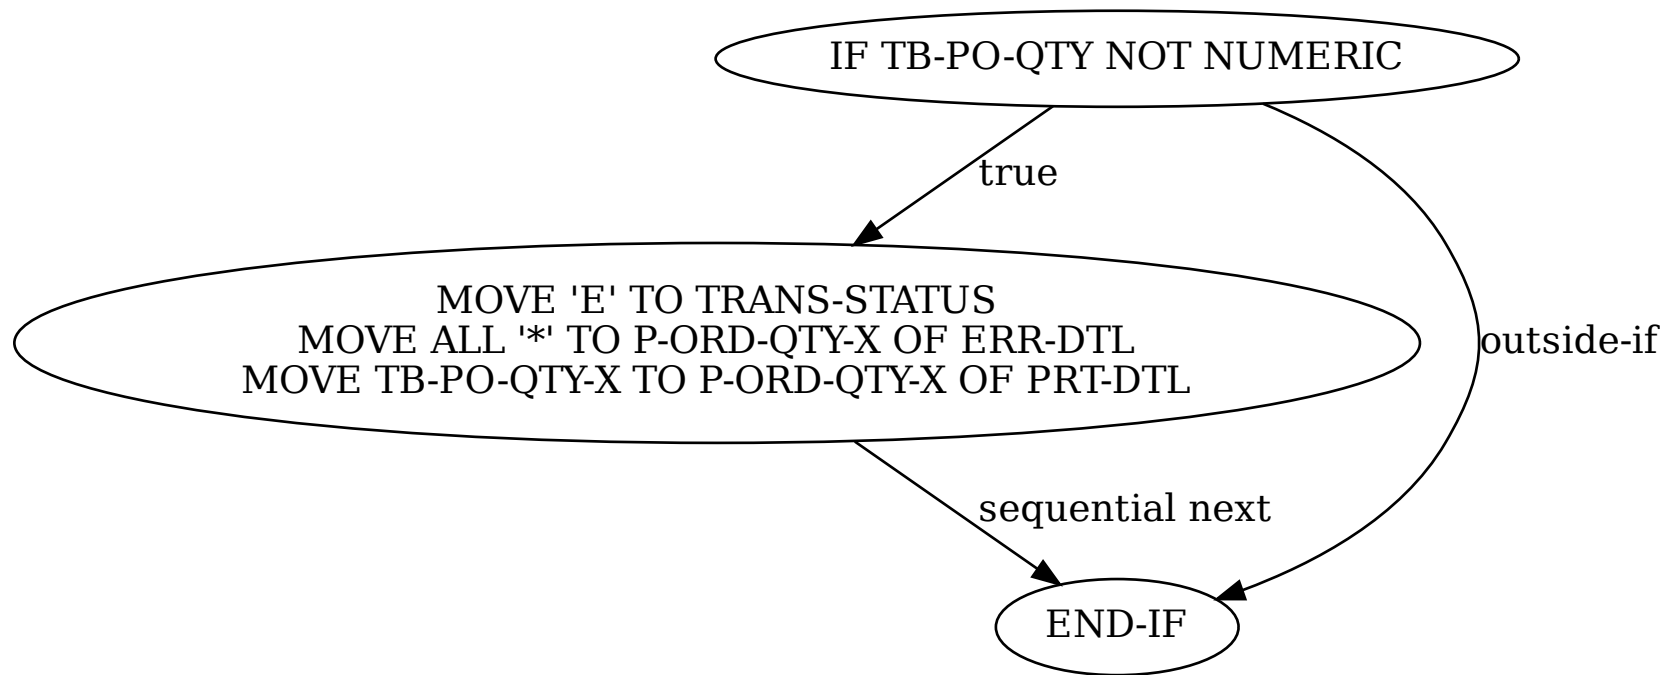 IF TB-PO-QTY NOT NUMERIC
true
MOVE 'E' TO TRANS-STATUS
MOVE ALL '*' TO P-ORD-QTY-X OF ERR-DTL
MOVE TB-PO-QTY-X TO P-ORD-QTY-X OF PRT-DTL
outside-if
sequential next
END-IF